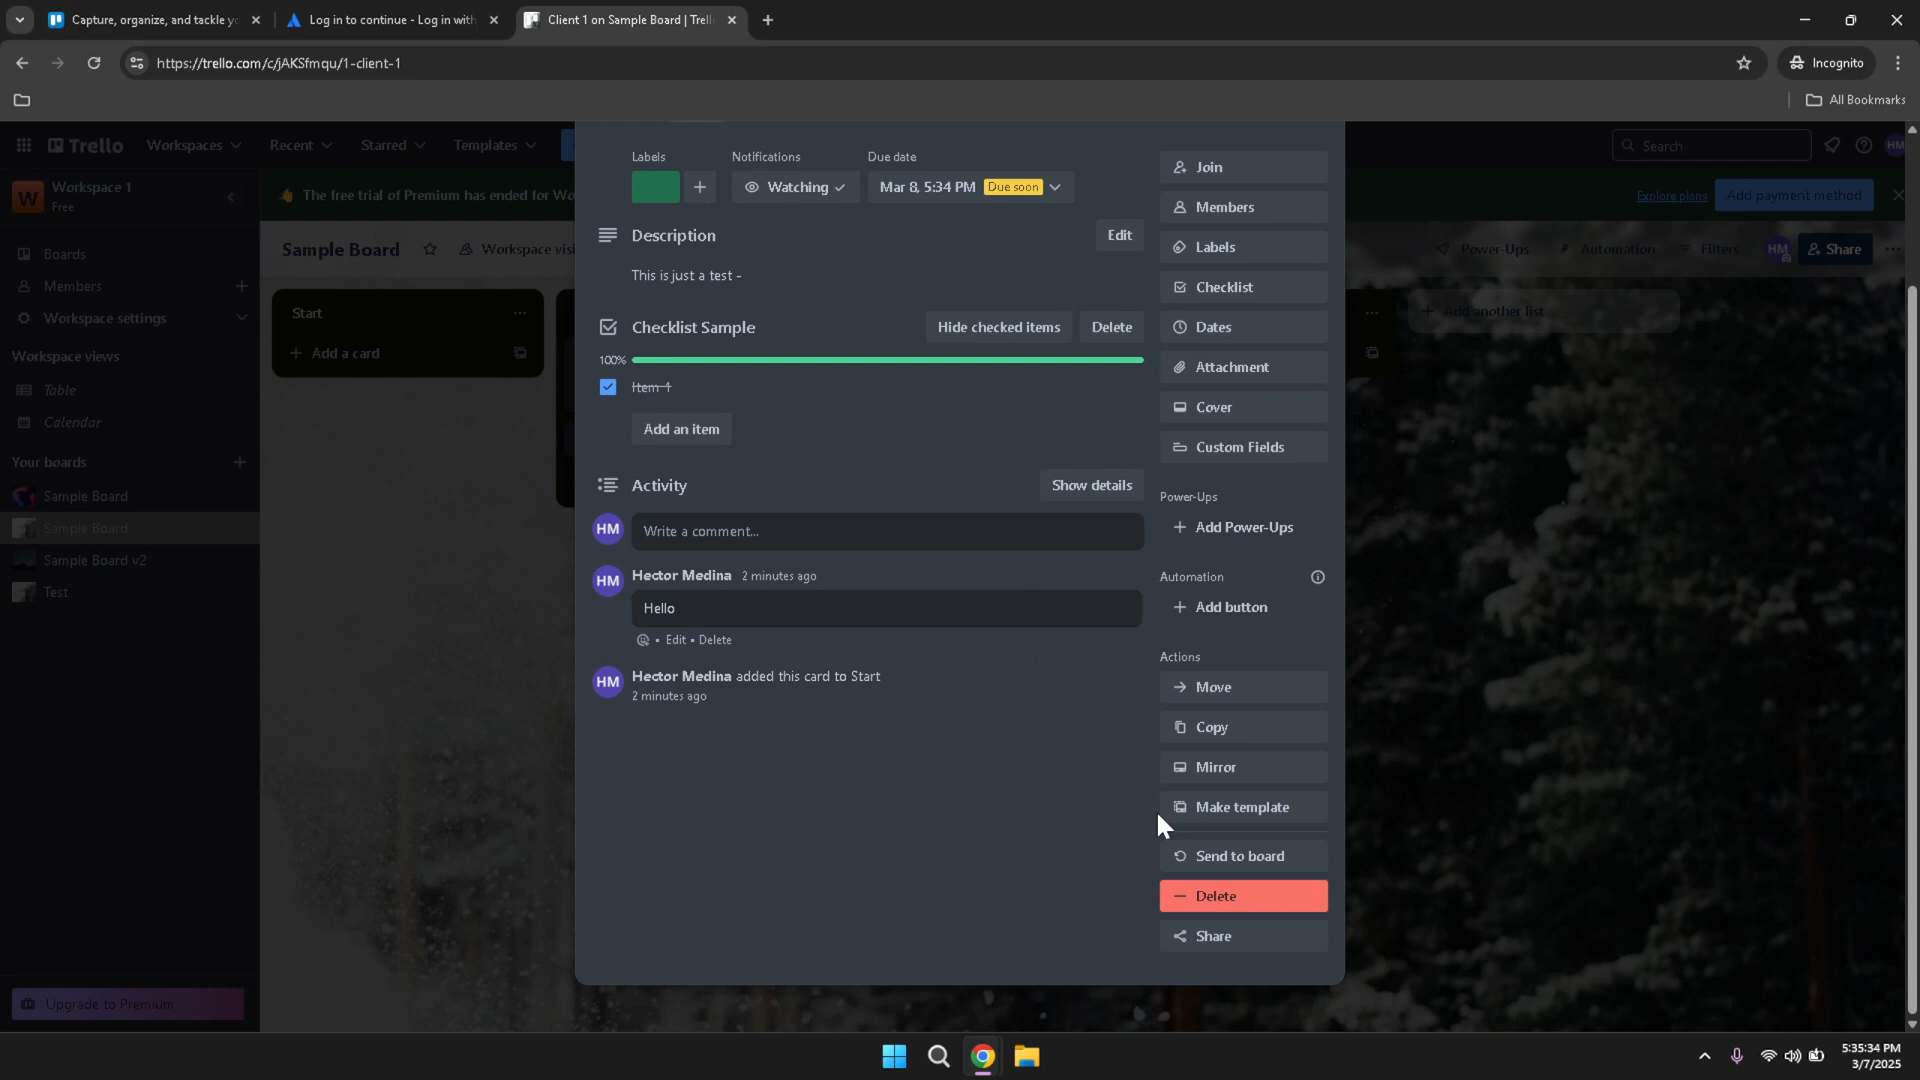 Capture, organize, and tackle yo
Log in to continue - Log in with
Client 1 on Sample Board | Trell
https://trello.com/c/jAKSfmqu/1-client-1
Incognito
All Bookmarks
Trello
Workspaces
Recent
Starred
Templates
Search
HM
Workspace 1
Free
The free trial of Premium has ended for Wo
Explore plans
Add payment method
Boards
Members
Workspace settings
Workspace views
Table
Calendar
Your boards
Sample Board
Sample Board
Sample Board v2
Test
Upgrade to Premium
Sample Board
Workspace visi
Power-Ups
Automation
Filters
HM
Share
Start
Add a card
Add another list
Labels
Notifications
Watching
Due date
Mar 8, 5:34 PM
Due soon
Description
Edit
This is just a test -
Checklist Sample
Hide checked items
Delete
100%
Item 1
Add an item
Activity
Show details
HM
Write a comment...
HM
Hector Medina 2 minutes ago
Hello
• Edit • Delete
HM
Hector Medina added this card to Start
2 minutes ago
Join
Members
Labels
Checklist
Dates
Attachment
Cover
Custom Fields
Power-Ups
Add Power-Ups
Automation
Add button
Actions
Move
Copy
Mirror
Make template
Send to board
Delete
Share
5:35:34 PM
3/7/2025